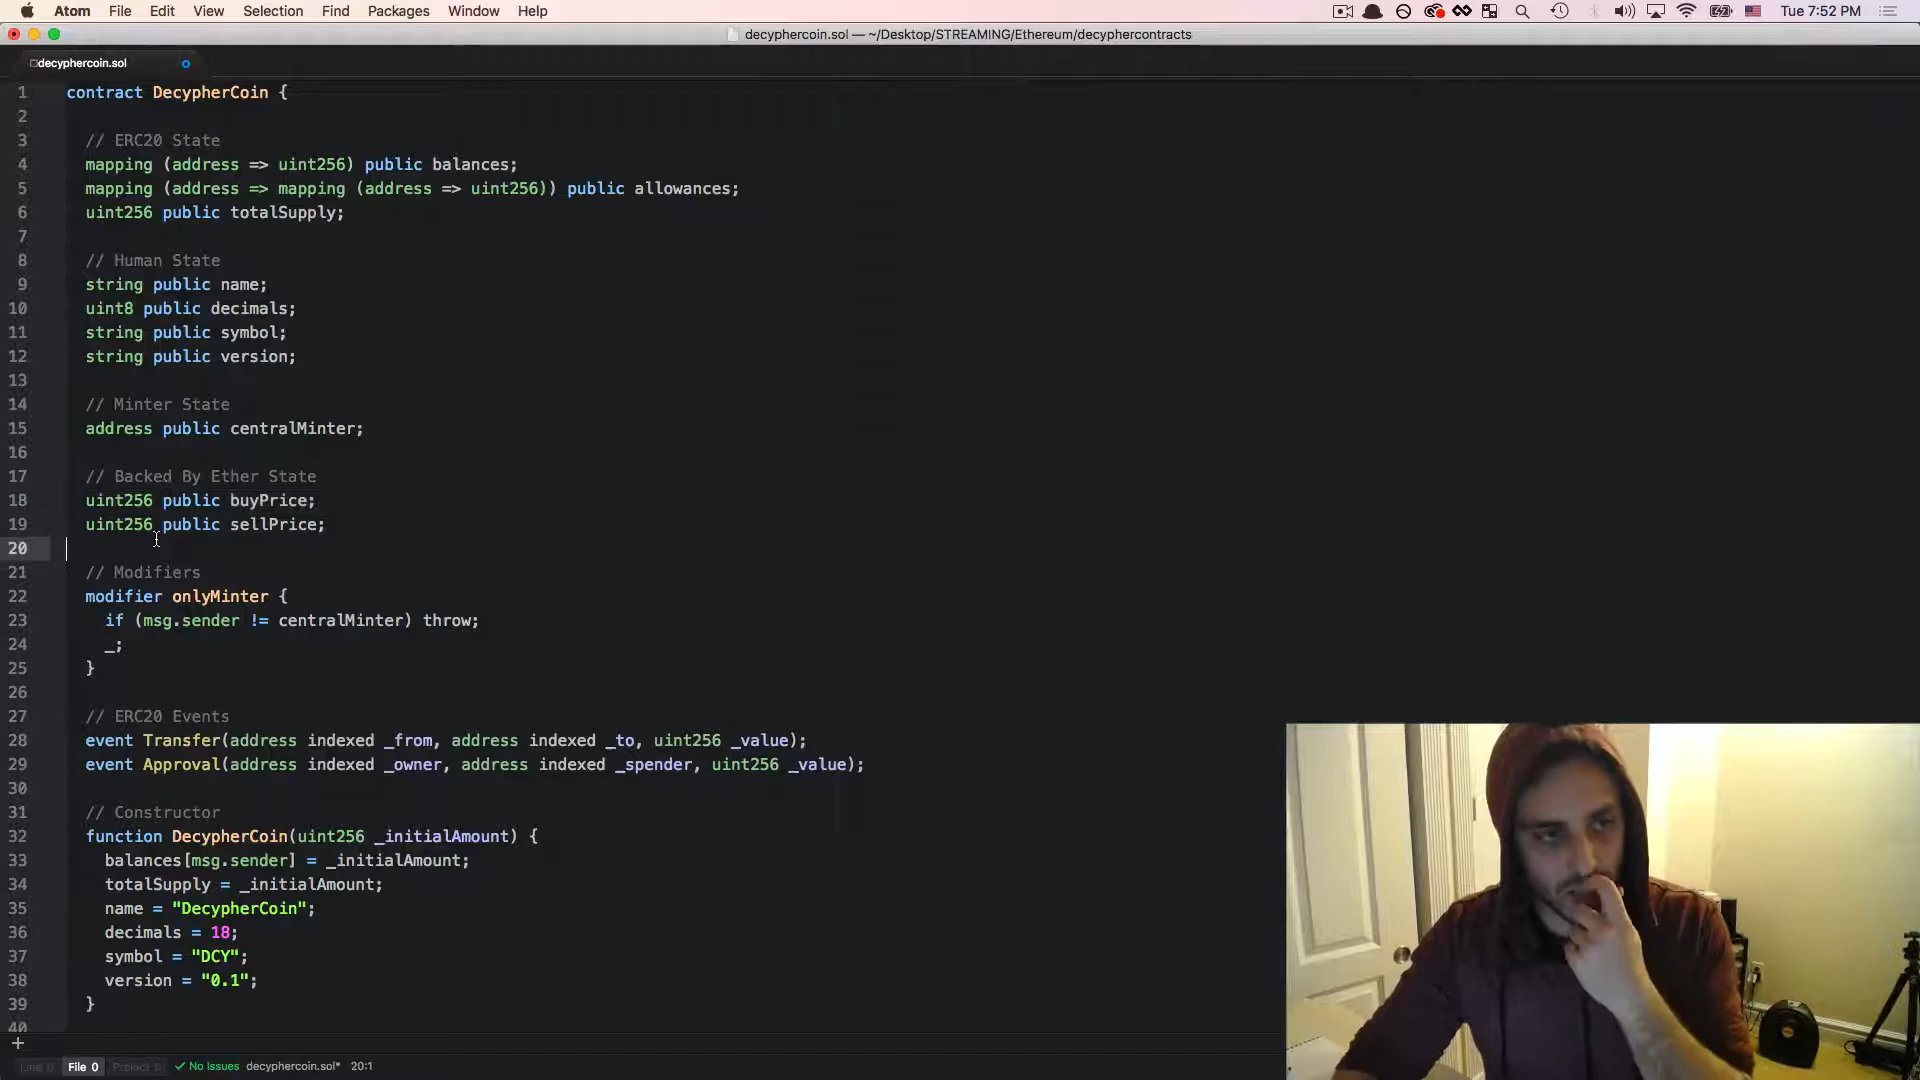 Atom File Edit View Selection Find Packages Window Help Tue 7:52 PM
decyphercoin.sol — ~/Desktop/STREAMING/Ethereum/decyphercontracts
decyphercoin.sol
1 contract DecypherCoin {
2
3 // ERC20 State
4 mapping (address => uint256) public balances;
5 mapping (address => mapping (address => uint256)) public allowances;
6 uint256 public totalSupply;
7
8 // Human State
9 string public name;
10 uint8 public decimals;
11 string public symbol;
12 string public version;
13
14 // Minter State
15 address public centralMinter;
16
17 // Backed By Ether State
18 uint256 public buyPrice;
19 uint256 public sellPrice;
20
21 // Modifiers
22 modifier onlyMinter {
23 if (msg.sender != centralMinter) throw;
24 _;
25 }
26
27 // ERC20 Events
28 event Transfer(address indexed _from, address indexed _to, uint256 _value);
29 event Approval(address indexed _owner, address indexed _spender, uint256 _value);
30
31 // Constructor
32 function DecypherCoin(uint256 _initialAmount) {
33 balances[msg.sender] = _initialAmount;
34 totalSupply = _initialAmount;
35 name = "DecypherCoin";
36 decimals = 18;
37 symbol = "DCY";
38 version = "0.1";
39 }
40
Line 0 File 0 Project 0 No Issues decyphercoin.sol* 20:1